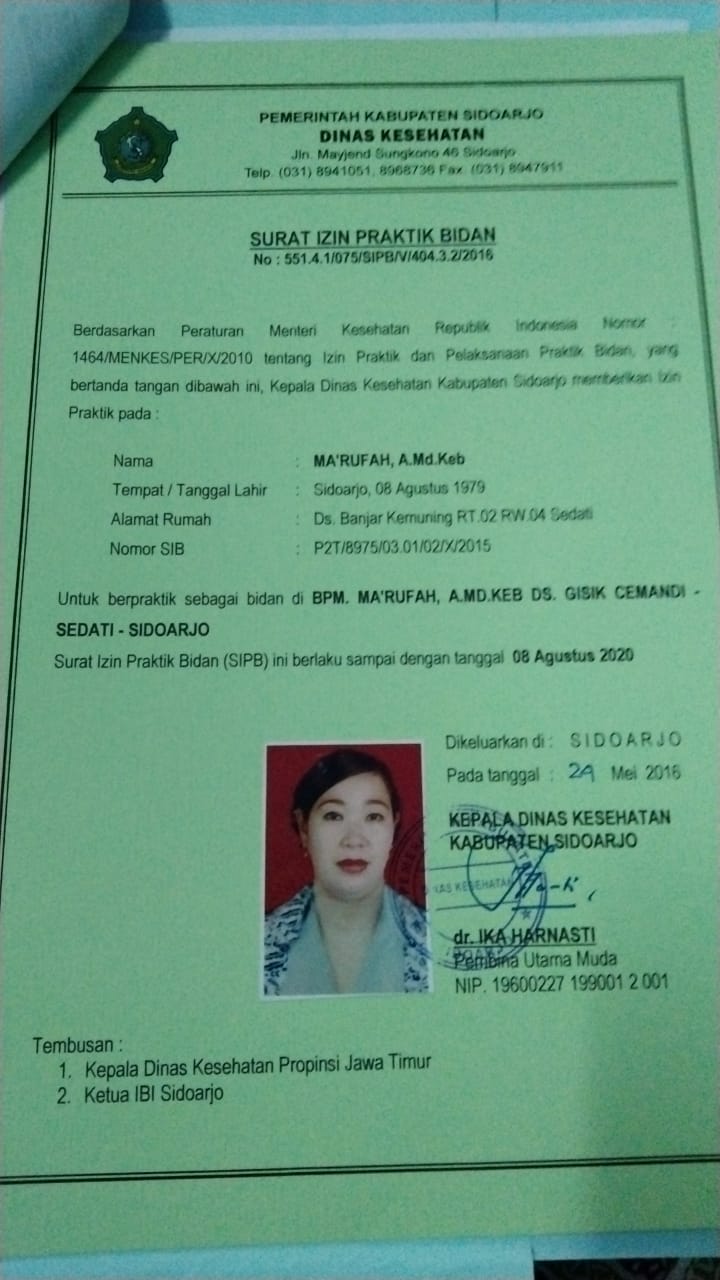 PEMERINTAH KABUPATEN SIDOARJO
DINAS KESEHATAN
Jln. Mayjend Sungkono 46 Sidoarjo
Telp. (031) 8941051, 8968736 Fax. (031) 8947911
SURAT IZIN PRAKTIK BIDAN
No : 551.4.1/075/SIPB/V/404.3.2/2016
Berdasarkan Peraturan Menteri Kesehatan Republik Indonesia Nomor :
1464/MENKES/PER/X/2010 tentang Izin Praktik dan Pelaksanaan Praktik Bidan, yang
bertanda tangan dibawah ini, Kepala Dinas Kesehatan Kabupaten Sidoarjo memberikan Izin
Praktik pada :
Nama : MA'RUFAH, A.Md.Keb
Tempat / Tanggal Lahir : Sidoarjo, 08 Agustus 1979
Alamat Rumah : Ds. Banjar Kemuning RT.02 RW.04 Sedati
Nomor SIB : P2T/8975/03.01/02/X/2015
Untuk berpraktik sebagai bidan di BPM. MA'RUFAH, A.MD.KEB DS. GISIK CEMANDI -
SEDATI - SIDOARJO
Surat Izin Praktik Bidan (SIPB) ini berlaku sampai dengan tanggal 08 Agustus 2020
Dikeluarkan di : SIDOARJO
Pada tanggal : 24 Mei 2016
KEPALA DINAS KESEHATAN
KABUPATEN SIDOARJO
DINAS KESEHATAN
dr. IKA HARNASTI
Pembina Utama Muda
NIP. 19600227 199001 2 001
Tembusan :
1. Kepala Dinas Kesehatan Propinsi Jawa Timur
2. Ketua IBI Sidoarjo